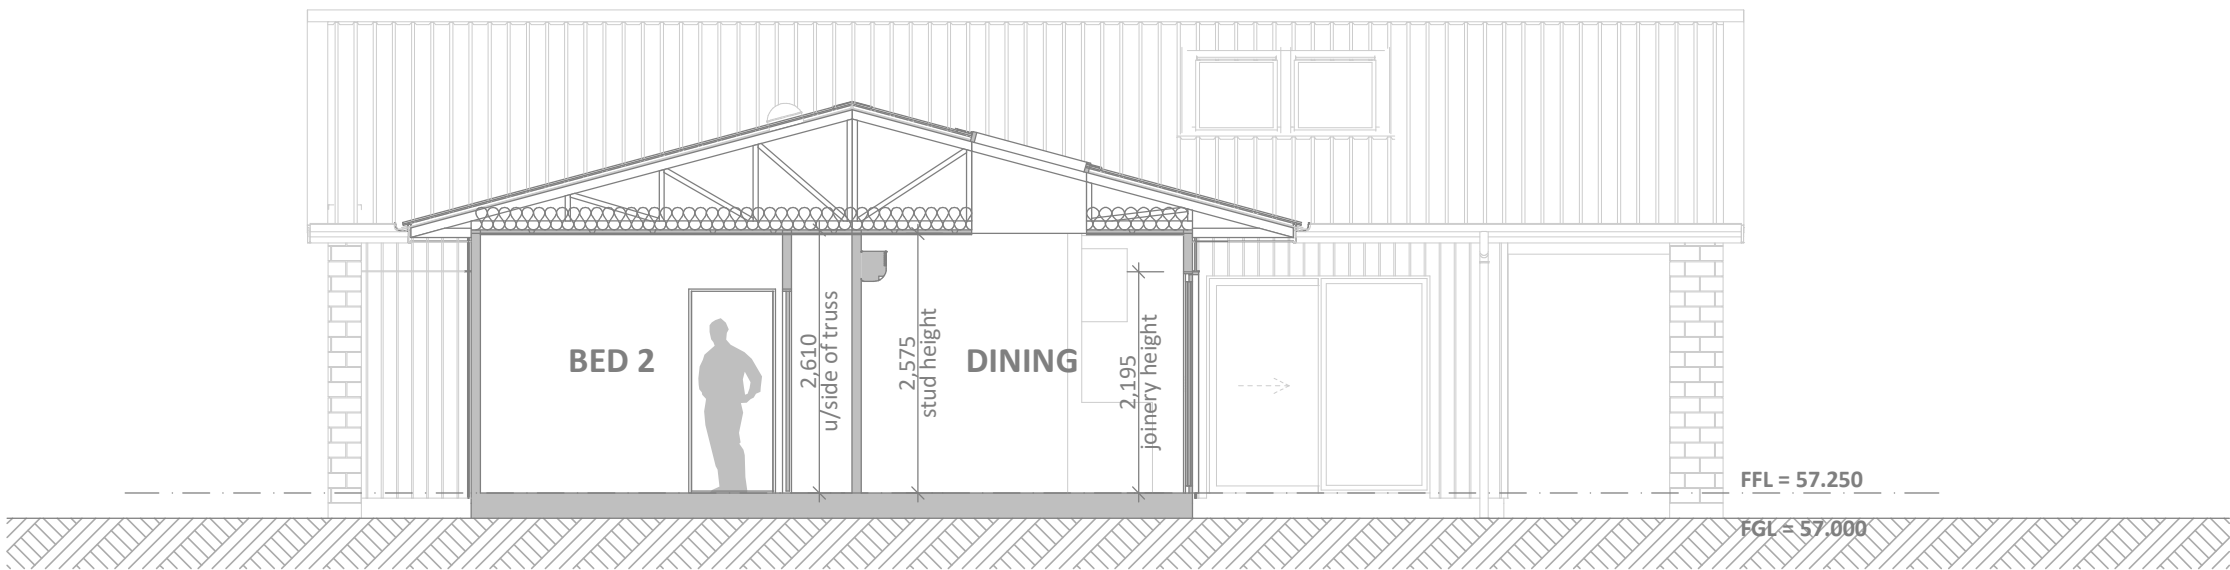 BED 2
2,610
u/side of truss
2,575
stud height
DINING
2,195
joinery height
FFL = 57.250
FGL = 57.000